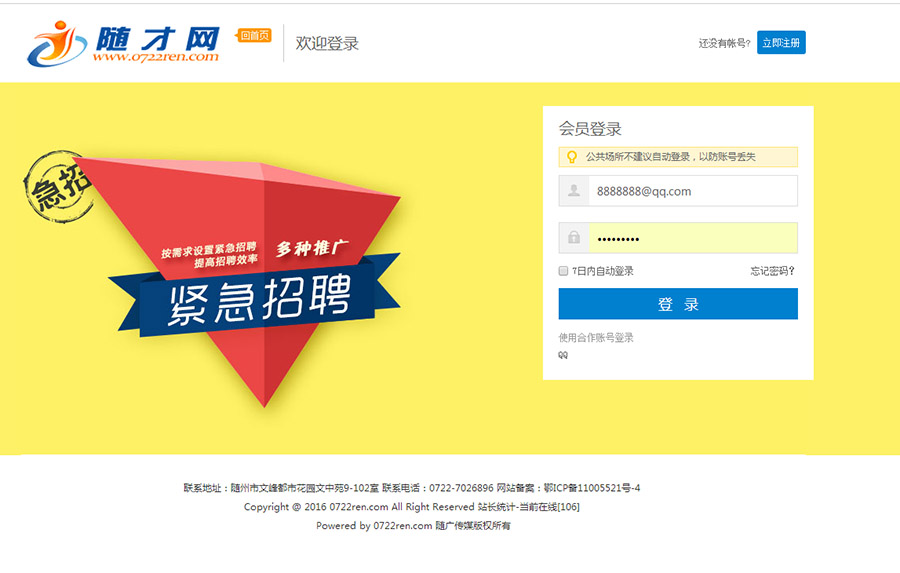 随才网
www.0722ren.com
回首页
欢迎登录
还没有帐号?
立即注册
急招
按需求设置紧急招聘
提高招聘效率
多种推广
紧急招聘
会员登录
公共场所不建议自动登录，以防账号丢失
8888888@qq.com
•••••••••
7日内自动登录
忘记密码?
登 录
使用合作账号登录
QQ
联系地址：随州市文峰都市花园文中苑9-102室 联系电话：0722-7026896 网站备案：鄂ICP备11005521号-4
Copyright @ 2016 0722ren.com All Right Reserved 站长统计-当前在线[106]
Powered by 0722ren.com 随广传媒版权所有